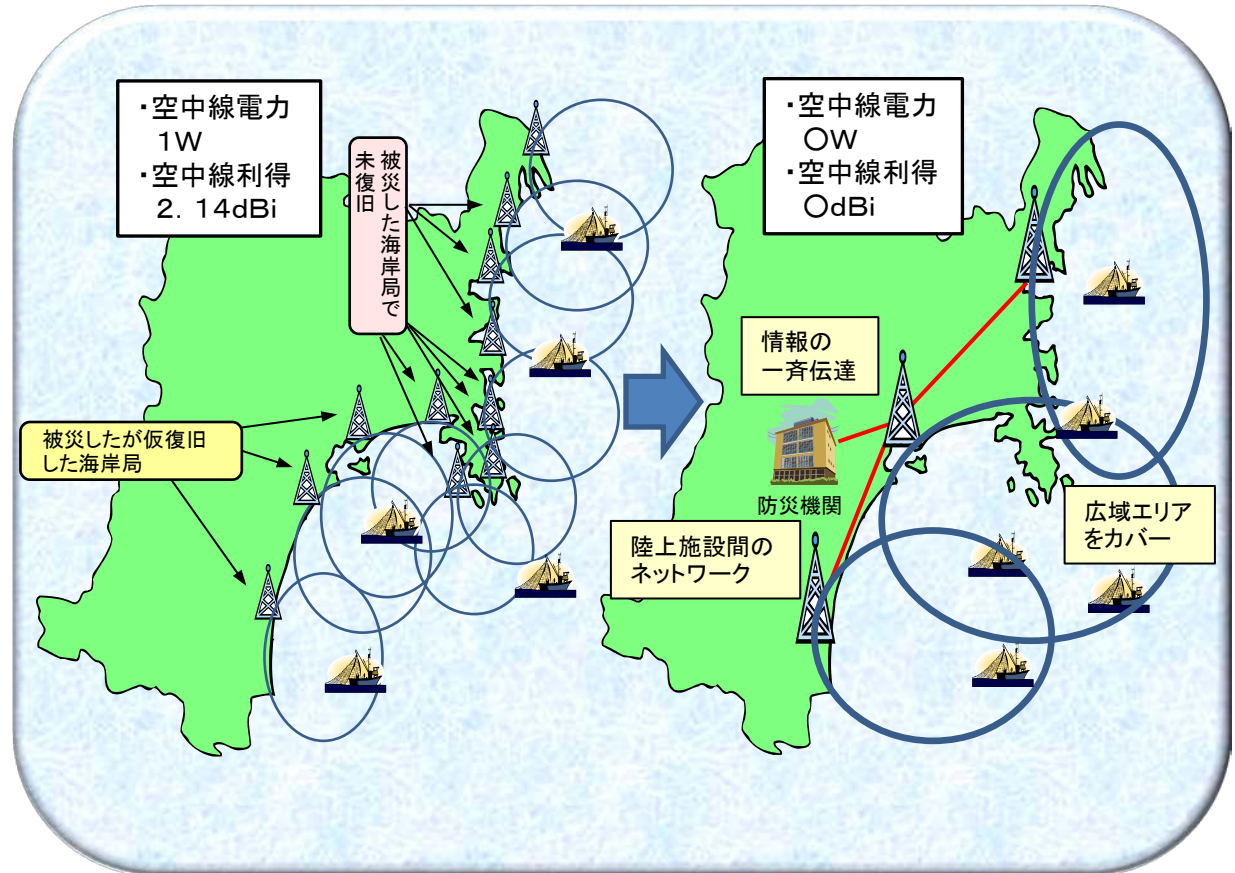 ・空中線電力
1W
・空中線利得
2．14dBi
被災した海岸局で
未復旧
被災したが仮復旧
した海岸局
・空中線電力
〇W
・空中線利得
〇dBi
情報の
一斉伝達
防災機関
陸上施設間の
ネットワーク
広域エリア
をカバー